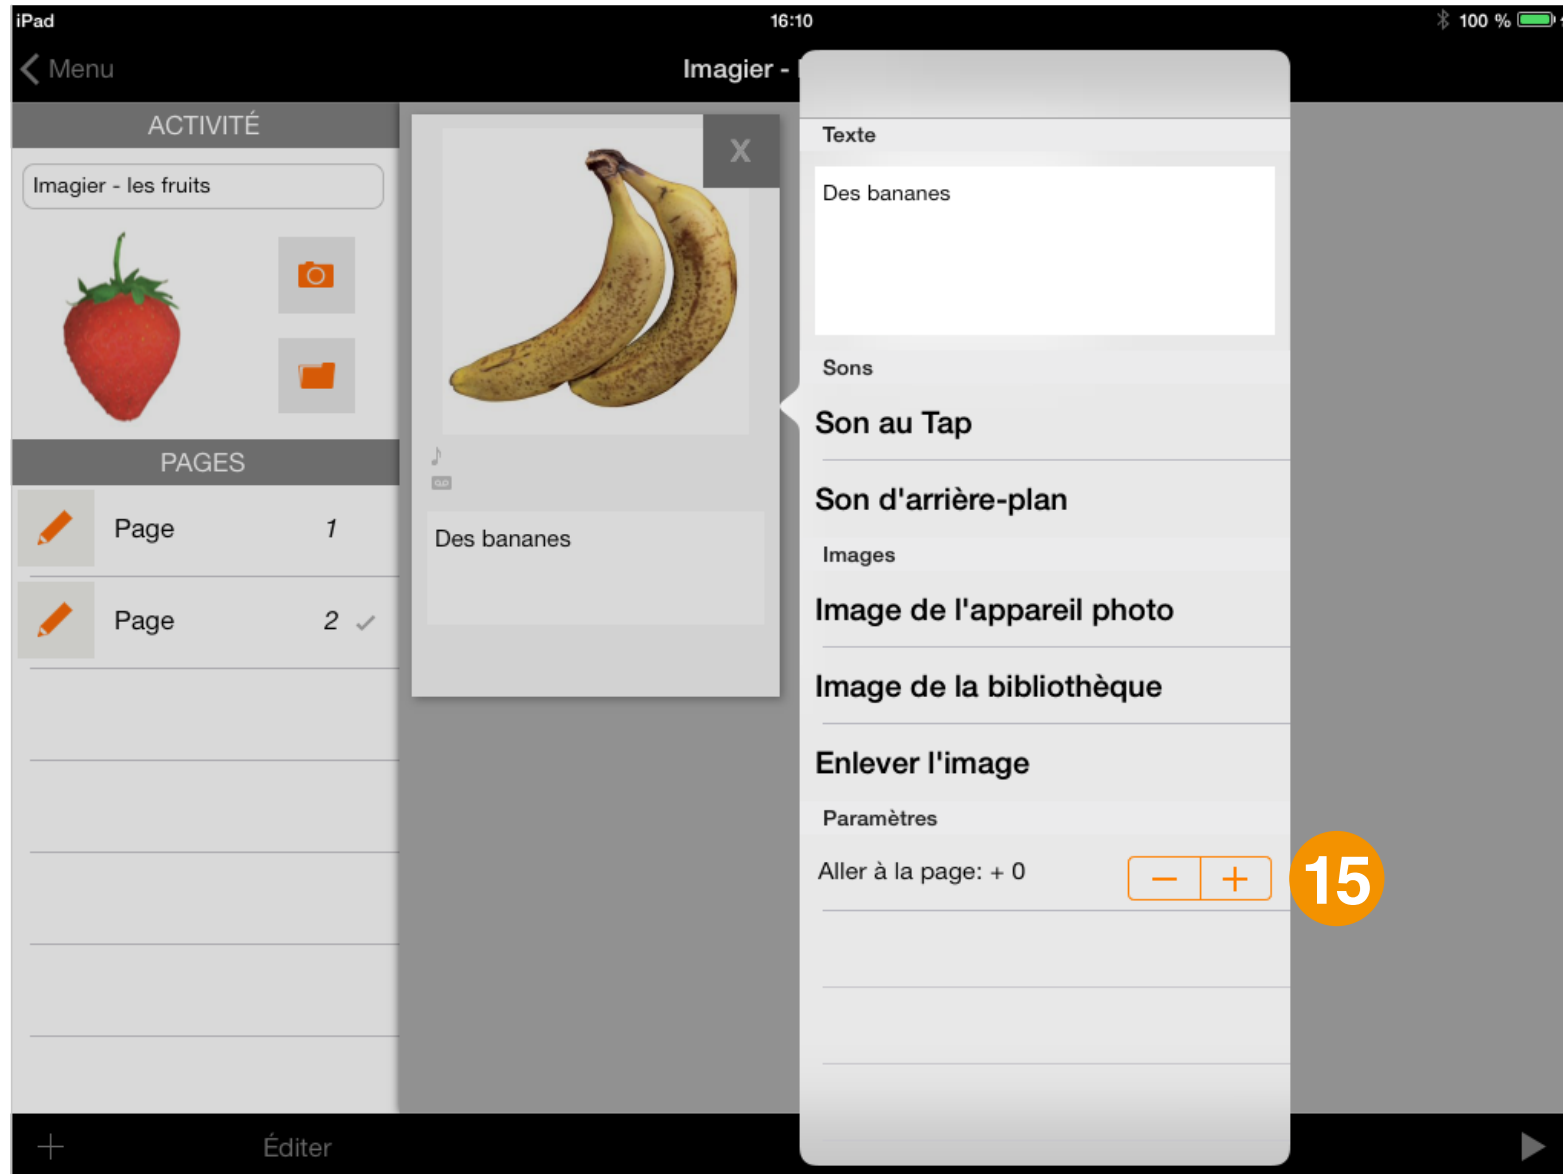 iPad 16:10 100 %
Menu Imagier -
ACTIVITÉ
Imagier - les fruits
PAGES
Page 1
Page 2
X
Des bananes
Texte
Des bananes
Sons
Son au Tap
Son d'arrière-plan
Images
Image de l'appareil photo
Image de la bibliothèque
Enlever l'image
Paramètres
Aller à la page: + 0
− +
15
+ Éditer